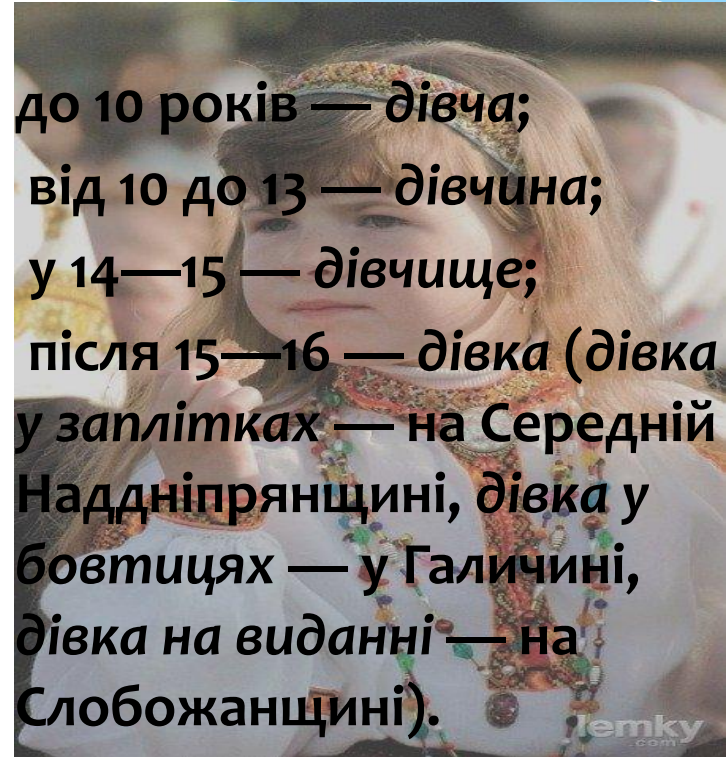 до 10 років — дівча;
від 10 до 13 — дівчина;
у 14—15 — дівчище;
після 15—16 — дівка (дівка
у заплітках — на Середній
Наддніпрянщині, дівка у
бовтицях — у Галичині,
дівка на виданні — на
Слобожанщині).
lemky
.com